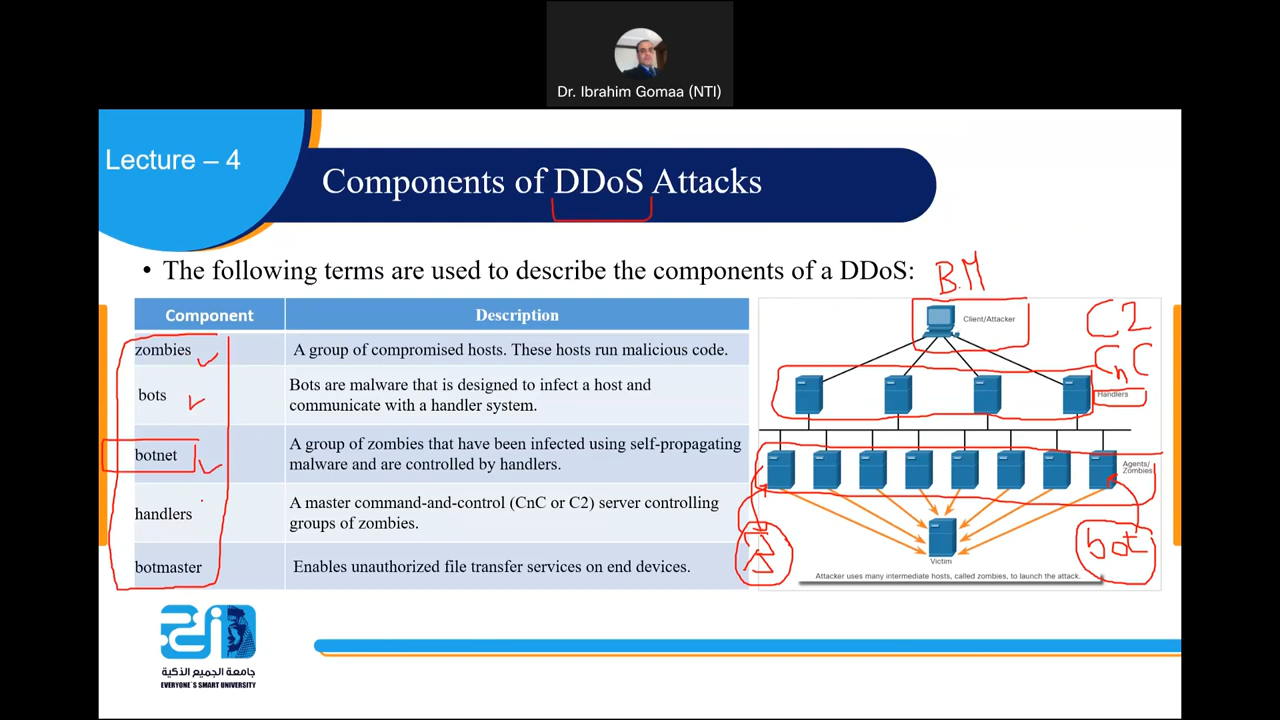 Dr. Ibrahim Gomaa (NTI)
Lecture – 4
Components of DDoS Attacks
• The following terms are used to describe the components of a DDoS:
B.M
Component Description
zombies A group of compromised hosts. These hosts run malicious code.
bots Bots are malware that is designed to infect a host and
communicate with a handler system.
botnet A group of zombies that have been infected using self-propagating
malware and are controlled by handlers.
handlers A master command-and-control (CnC or C2) server controlling
groups of zombies.
botmaster Enables unauthorized file transfer services on end devices.
Client/Attacker
C2
CnC
Handlers
Agents/
Zombies
bot
Victim
Attacker uses many intermediate hosts, called zombies, to launch the attack.
جامعة الجميع الذكية
EVERYONE'S SMART UNIVERSITY